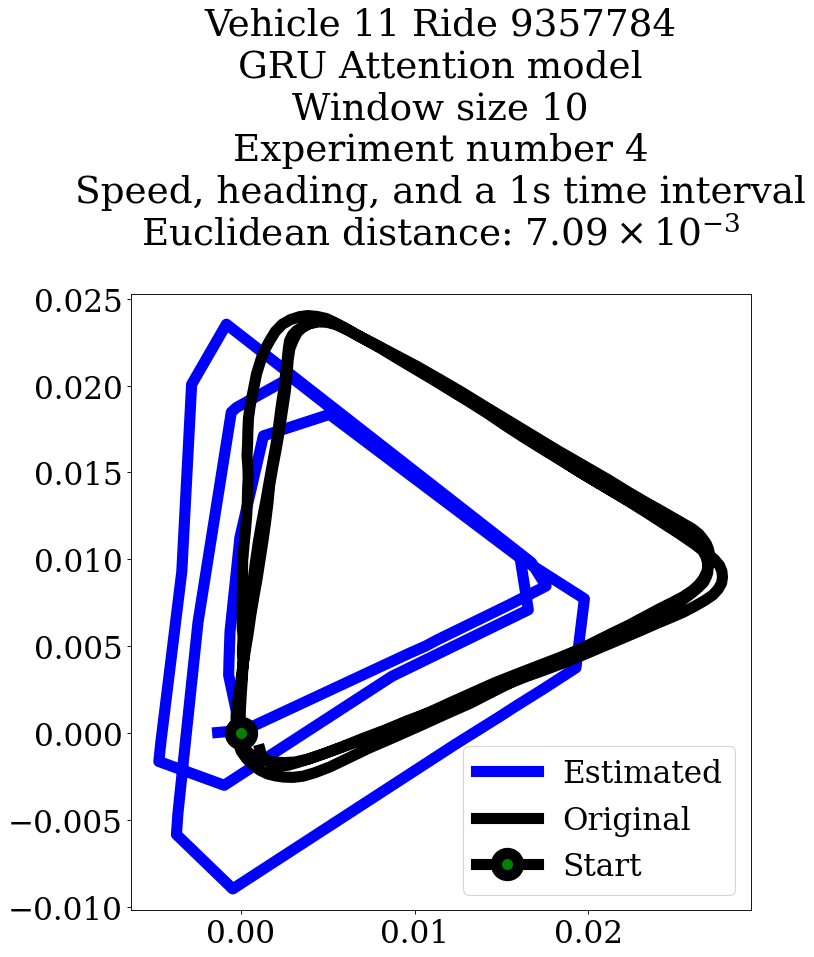 Vehicle 11 Ride 9357784
GRU Attention model
Window size 10
Experiment number 4
Speed, heading, and a 1s time interval
Euclidean distance: 7.09 × 10⁻³
0.025
0.020
0.015
0.010
0.005
0.000
−0.005
−0.010
0.00 0.01 0.02
Estimated
Original
Start